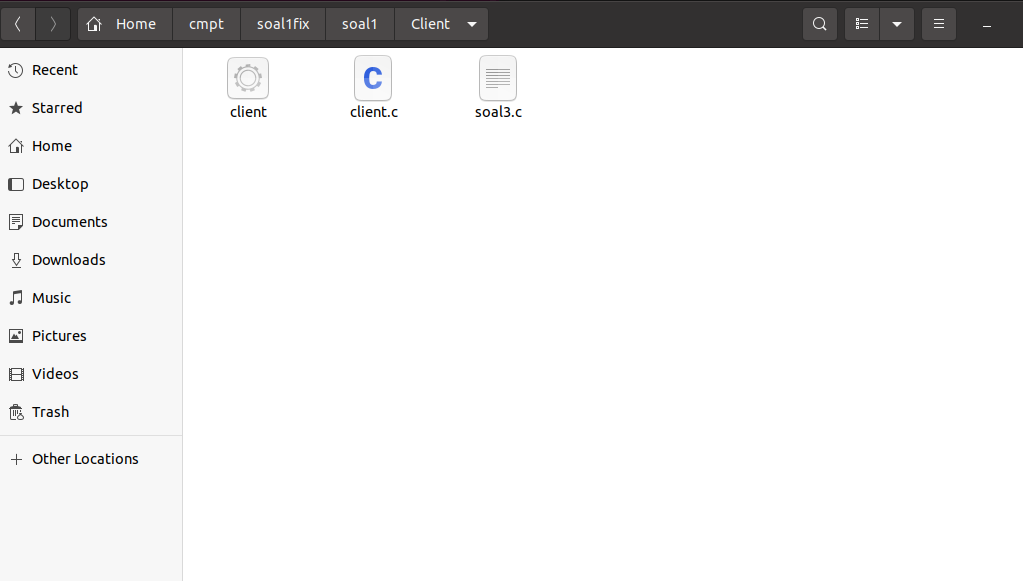 Home cmpt soal1fix soal1 Client
Recent
Starred
Home
Desktop
Documents
Downloads
Music
Pictures
Videos
Trash
Other Locations
client client.c soal3.c